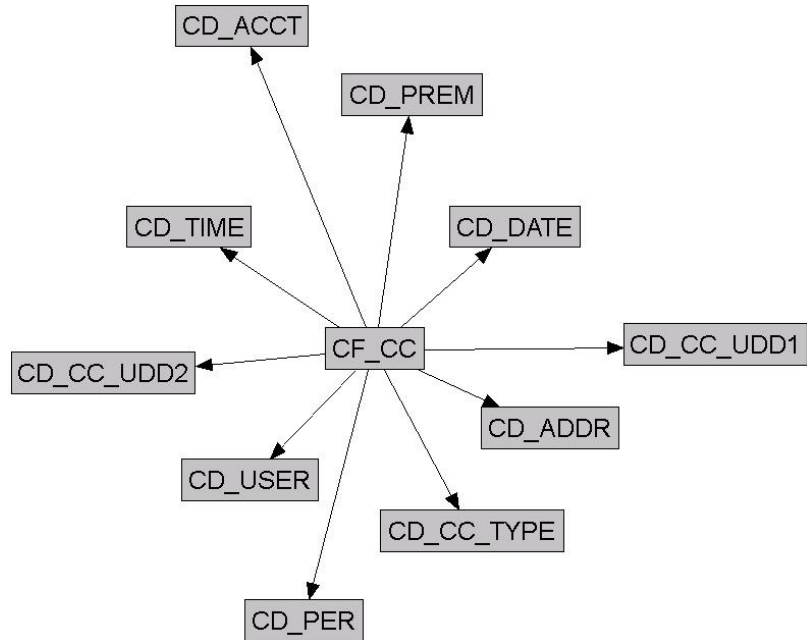 CD_ACCT
CD_PREM
CD_TIME
CD_DATE
CF_CC
CD_CC_UDD1
CD_CC_UDD2
CD_ADDR
CD_USER
CD_CC_TYPE
CD_PER